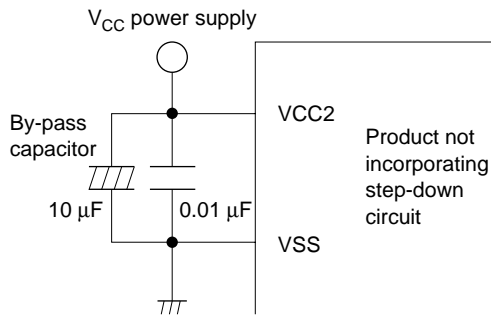 VCC power supply
By-pass
capacitor
10 μF
0.01 μF
VCC2
VSS
Product not
incorporating
step-down
circuit